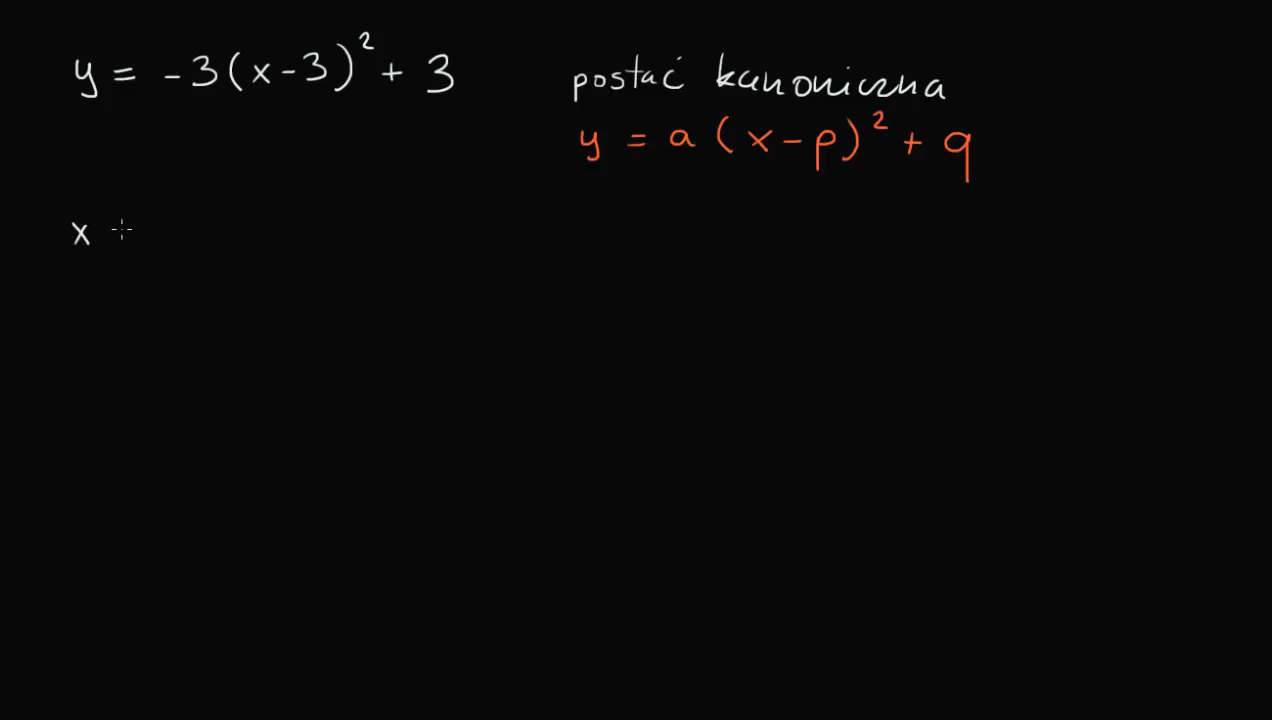 y = -3(x-3)² + 3
postać kanoniczna
y = a(x-p)² + q
x